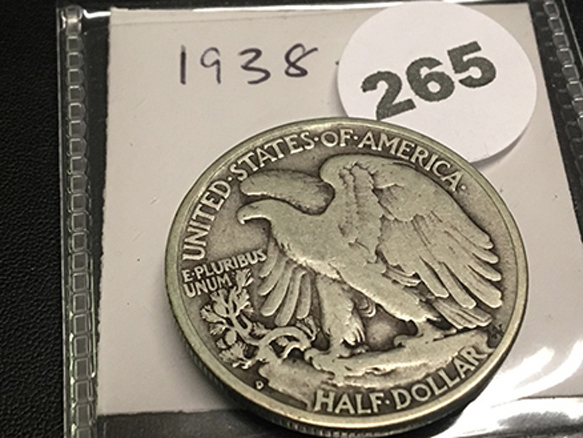 1938-
265
UNITED·STATES·OF·AMERICA·
E·PLURIBUS
UNUM
D
HALF·DOLLAR